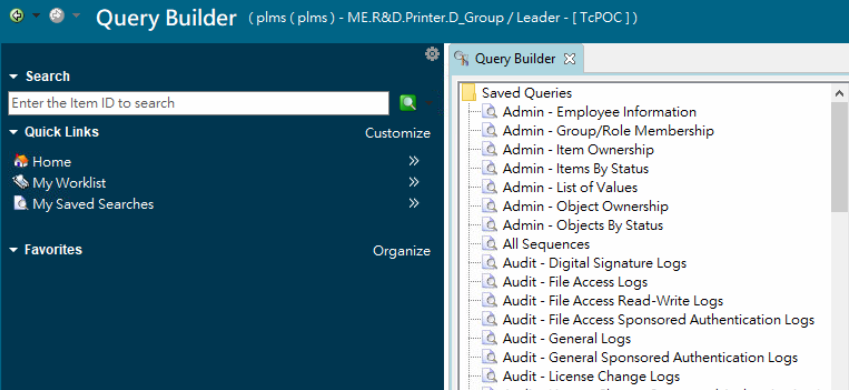 Query Builder ( plms ( plms ) - ME.R&D.Printer.D_Group / Leader - [ TcPOC ] )
Search
Enter the Item ID to search
Quick Links Customize
Home »
My Worklist »
My Saved Searches »
Favorites Organize
Query Builder
Saved Queries
Admin - Employee Information
Admin - Group/Role Membership
Admin - Item Ownership
Admin - Items By Status
Admin - List of Values
Admin - Object Ownership
Admin - Objects By Status
All Sequences
Audit - Digital Signature Logs
Audit - File Access Logs
Audit - File Access Read-Write Logs
Audit - File Access Sponsored Authentication Logs
Audit - General Logs
Audit - General Sponsored Authentication Logs
Audit - License Change Logs